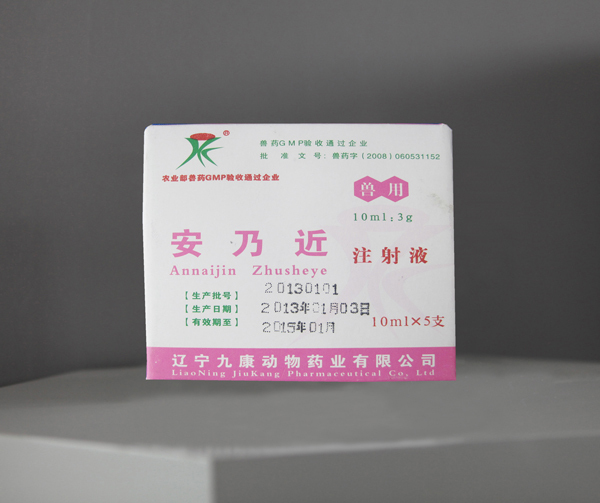 ®
兽药GMP验收通过企业
批 准 文 号：兽药字（2008）060531152
农业部兽药GMP验收通过企业
兽用
10ml:3g
安乃近 注射液
Annaijin Zhusheye
【生产批号】 20130101
【生产日期】 2013年01月03日
【有效期至】 2015年01月
10ml×5支
辽宁九康动物药业有限公司
LiaoNing JiuKang Pharmaceutical Co, Ltd